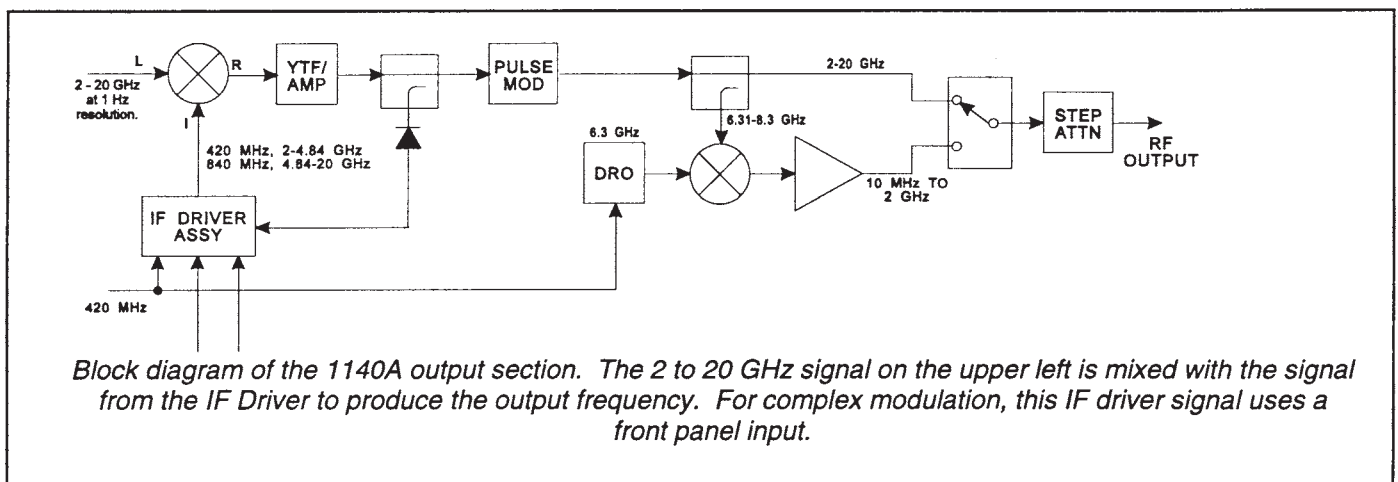 L
R
I
2 - 20 GHz
at 1 Hz
resolution.
YTF/
AMP
PULSE
MOD
2-20 GHz
6.31-8.3 GHz
6.3 GHz
DRO
STEP
ATTN
RF
OUTPUT
10 MHz TO
2 GHz
420 MHz, 2-4.84 GHz
840 MHz, 4.84-20 GHz
IF DRIVER
ASSY
420 MHz
Block diagram of the 1140A output section. The 2 to 20 GHz signal on the upper left is mixed with the signal
from the IF Driver to produce the output frequency. For complex modulation, this IF driver signal uses a
front panel input.